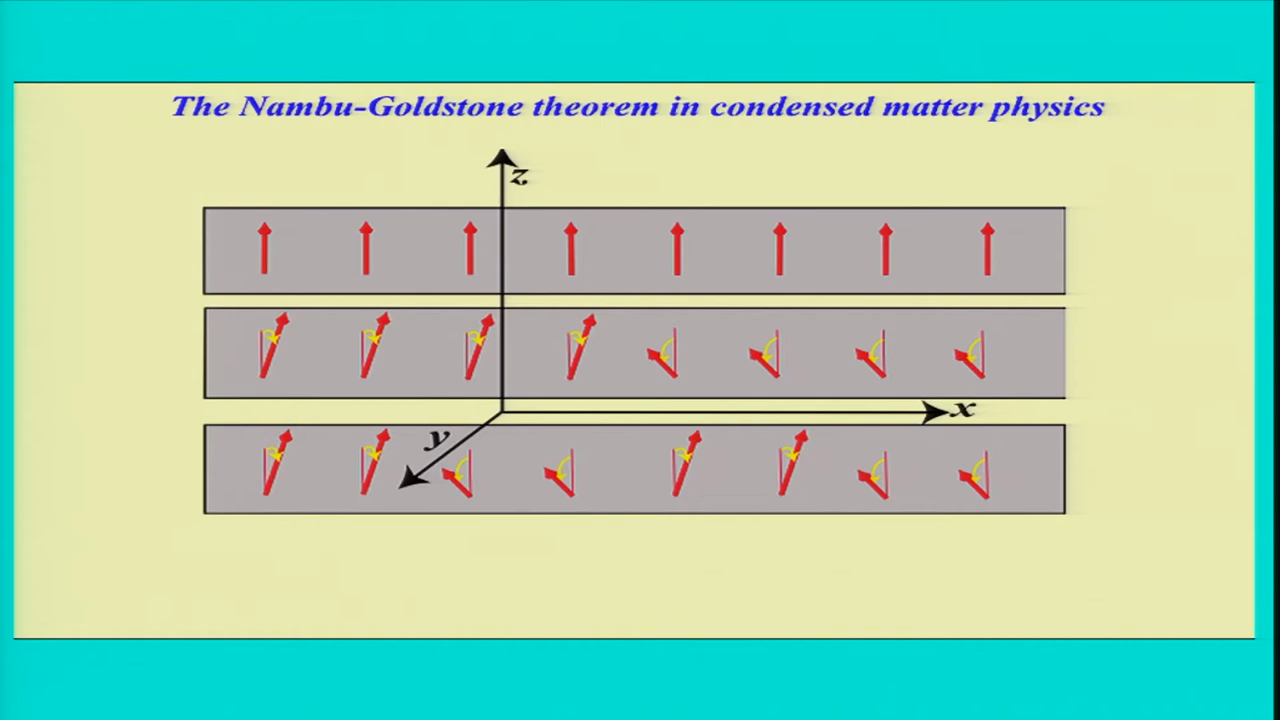 The Nambu-Goldstone theorem in condensed matter physics
z
x
y